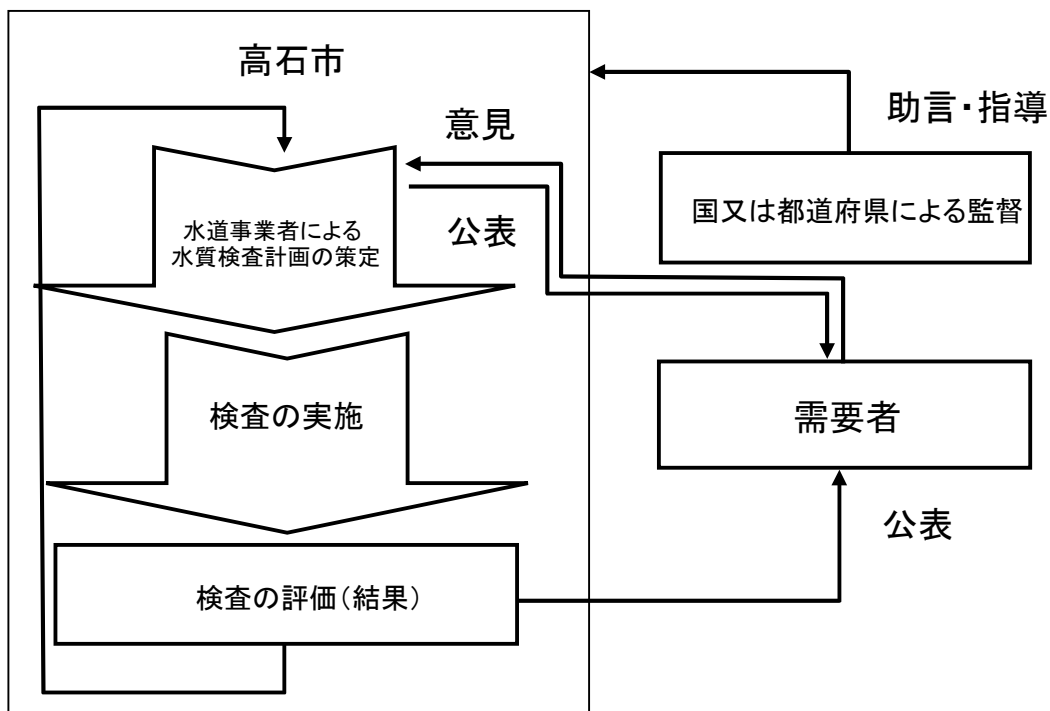 高石市
助言・指導
意見
国又は都道府県による監督
水道事業者による
水質検査計画の策定
公表
需要者
検査の実施
公表
検査の評価（結果）